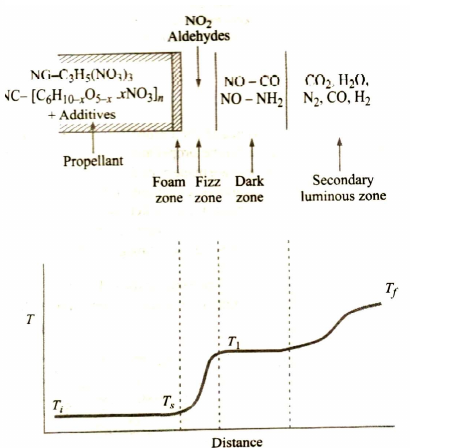 NO₂
Aldehydes
NG–C₃H₅(NO₃)₃
NC– [C₆H₁₀₋ₓO₅₋ₓ .xNO₃]ₙ
+ Additives
NO – CO
NO – NH₂
CO₂, H₂O,
N₂, CO, H₂
Propellant
Foam zone
Fizz zone
Dark zone
Secondary luminous zone
T
Tᵢ
Tₛ
T₁
T_f
Distance